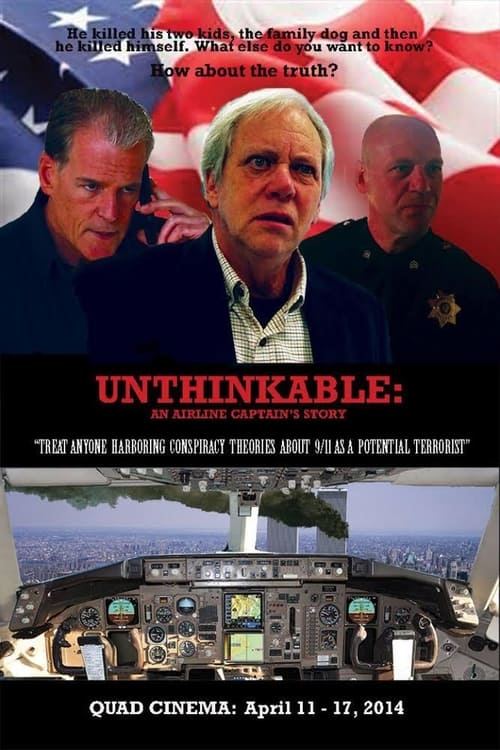 He killed his two kids, the family dog and then
he killed himself. What else do you want to know?
How about the truth?
UNTHINKABLE:
AN AIRLINE CAPTAIN'S STORY
“TREAT ANYONE HARBORING CONSPIRACY THEORIES ABOUT 9/11 AS A POTENTIAL TERRORIST”
QUAD CINEMA: April 11 - 17, 2014